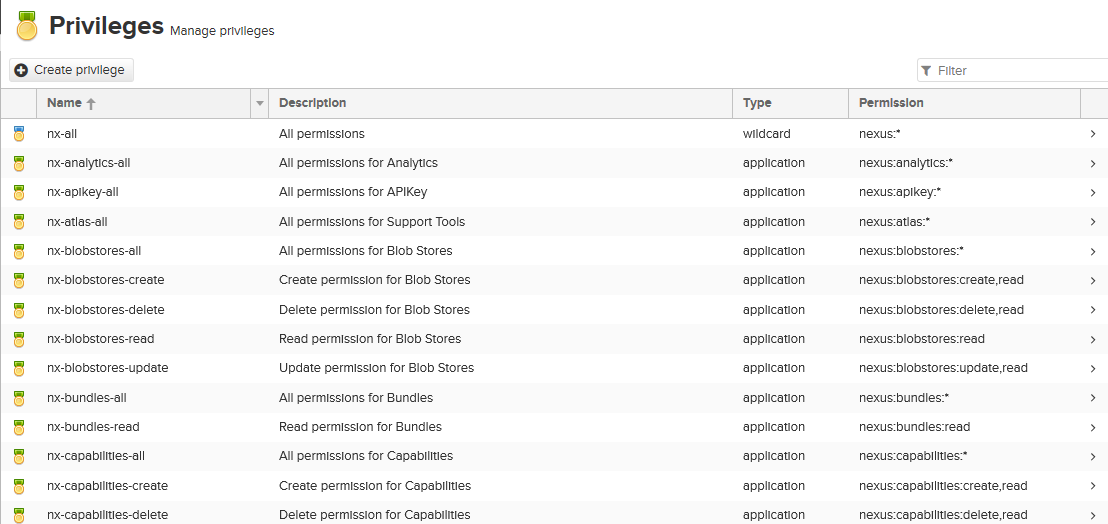 Privileges Manage privileges
Create privilege Filter
Name Description Type Permission
nx-all All permissions wildcard nexus:*
nx-analytics-all All permissions for Analytics application nexus:analytics:*
nx-apikey-all All permissions for APIKey application nexus:apikey:*
nx-atlas-all All permissions for Support Tools application nexus:atlas:*
nx-blobstores-all All permissions for Blob Stores application nexus:blobstores:*
nx-blobstores-create Create permission for Blob Stores application nexus:blobstores:create,read
nx-blobstores-delete Delete permission for Blob Stores application nexus:blobstores:delete,read
nx-blobstores-read Read permission for Blob Stores application nexus:blobstores:read
nx-blobstores-update Update permission for Blob Stores application nexus:blobstores:update,read
nx-bundles-all All permissions for Bundles application nexus:bundles:*
nx-bundles-read Read permission for Bundles application nexus:bundles:read
nx-capabilities-all All permissions for Capabilities application nexus:capabilities:*
nx-capabilities-create Create permission for Capabilities application nexus:capabilities:create,read
nx-capabilities-delete Delete permission for Capabilities application nexus:capabilities:delete,read